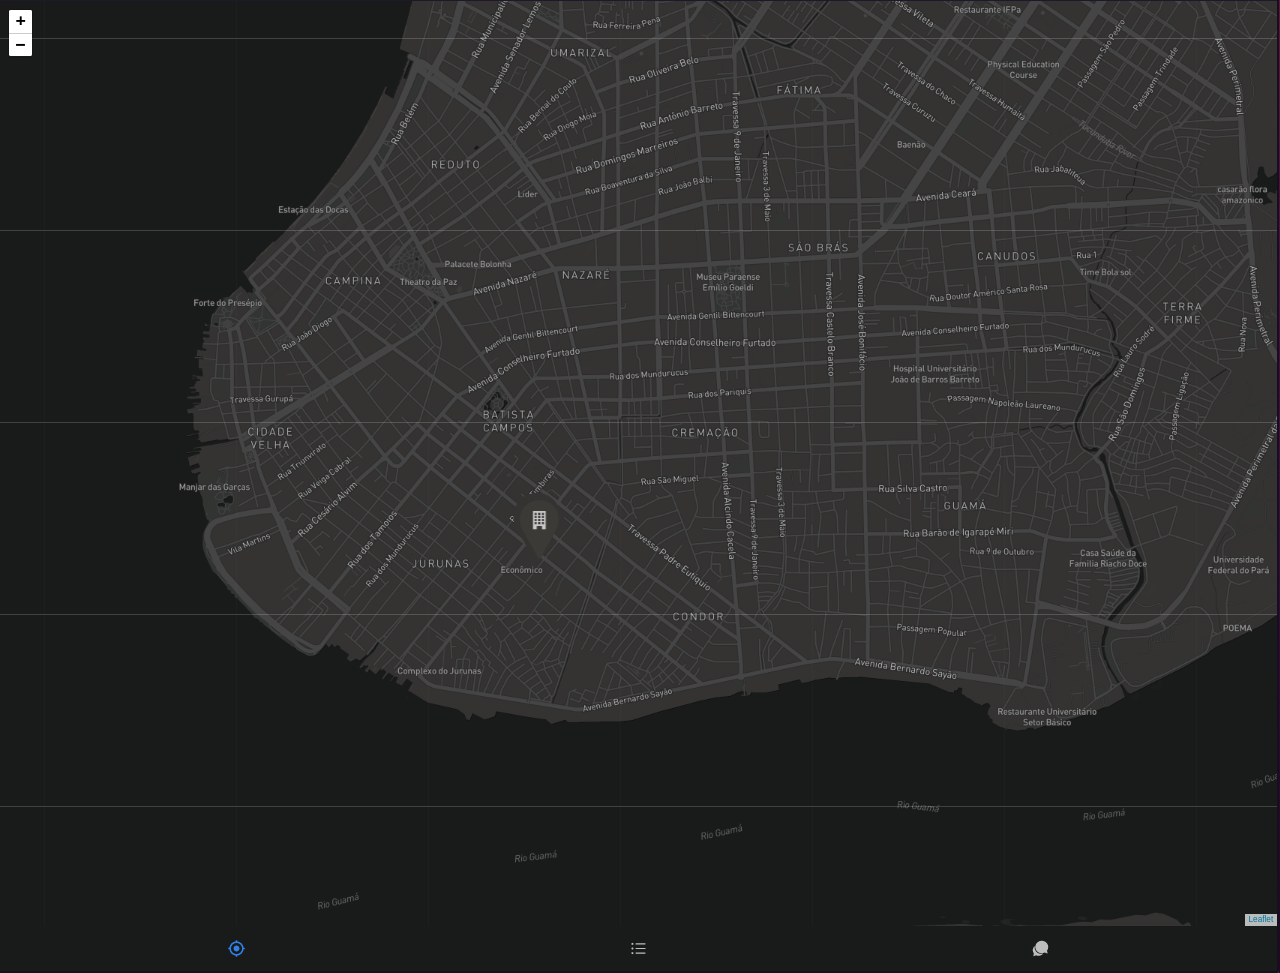 +
−
Rua Municipalid
Avenida Senador Lemos
Rua Ferreira Pena
essa Vileta
Restaurante IFPa
UMARIZAL
Rua Oliveira Belo
Physical Education
Course
Passagem São Pedro
Passagem Trindade
Avenida Perimetral
Rua Bernal do Couto
Rua Diogo Móia
Rua Antônio Barreto
Travessa 9 de Janeiro
FÁTIMA
Travessa do Chaco
Travessa Curuzu
Travessa Humaitá
Rua Belém
REDUTO
Rua Domingos Marreiros
Rua Boaventura da Silva
Rua João Balbi
Travessa 3 de Maio
Baenão
Tucunduba River
Rua Jabatiteua
Líder
Avenida Ceará
casarão flora
amazonico
Estação das Docas
SÃO BRÁS
CANUDOS
Rua 1
Time Bola sol
Palacete Bolonha
CAMPINA
Theatro da Paz
Avenida Nazaré
NAZARÉ
Museu Paraense
Emílio Goeldi
Travessa Castelo Branco
Avenida José Bonifácio
Rua Doutor Américo Santa Rosa
Avenida Perimetral
Forte do Presépio
TERRA
FIRME
Rua João Diogo
Avenida Gentil Bittencourt
Avenida Gentil Bittencourt
Avenida Conselheiro Furtado
Rua Nova
Avenida Conselheiro Furtado
Avenida Conselheiro Furtado
Rua dos Mundurucus
Rua Lauro Sodré
Rua dos Mundurucus
Hospital Universitário
João de Barros Barreto
Rua dos Pariquis
Passagem Napoleão Laureano
Rua São Domingos
Passagem Ligação
Travessa Gurupá
BATISTA
CAMPOS
CREMAÇÃO
CIDADE
VELHA
Avenida Perimetral da
Rua Triunvirato
Rua Veiga Cabral
Rua Cesário Alvim
Manjar das Garças
Rua São Miguel
Avenida Alcindo Cacela
Travessa 9 de Janeiro
Travessa 3 de Maio
Rua Silva Castro
GUAMÁ
Rua dos Tamoios
Rua dos Mundurucus
Vila Martins
Travessa Padre Eutíquio
Rua Barão de Igarapé Miri
Rua 9 de Outubro
Casa Saúde da
Família Riacho Doce
Universidade
Federal do Pará
JURUNAS
Econômico
CONDOR
Passagem Popular
POEMA
Complexo do Jurunas
Avenida Bernardo Sayão
Avenida Bernardo Sayão
Restaurante Universitário
Setor Básico
Rio Gua
Rio Guamá
Rio Guamá
Rio Guamá
Rio Guamá
Rio Guamá
Leaflet